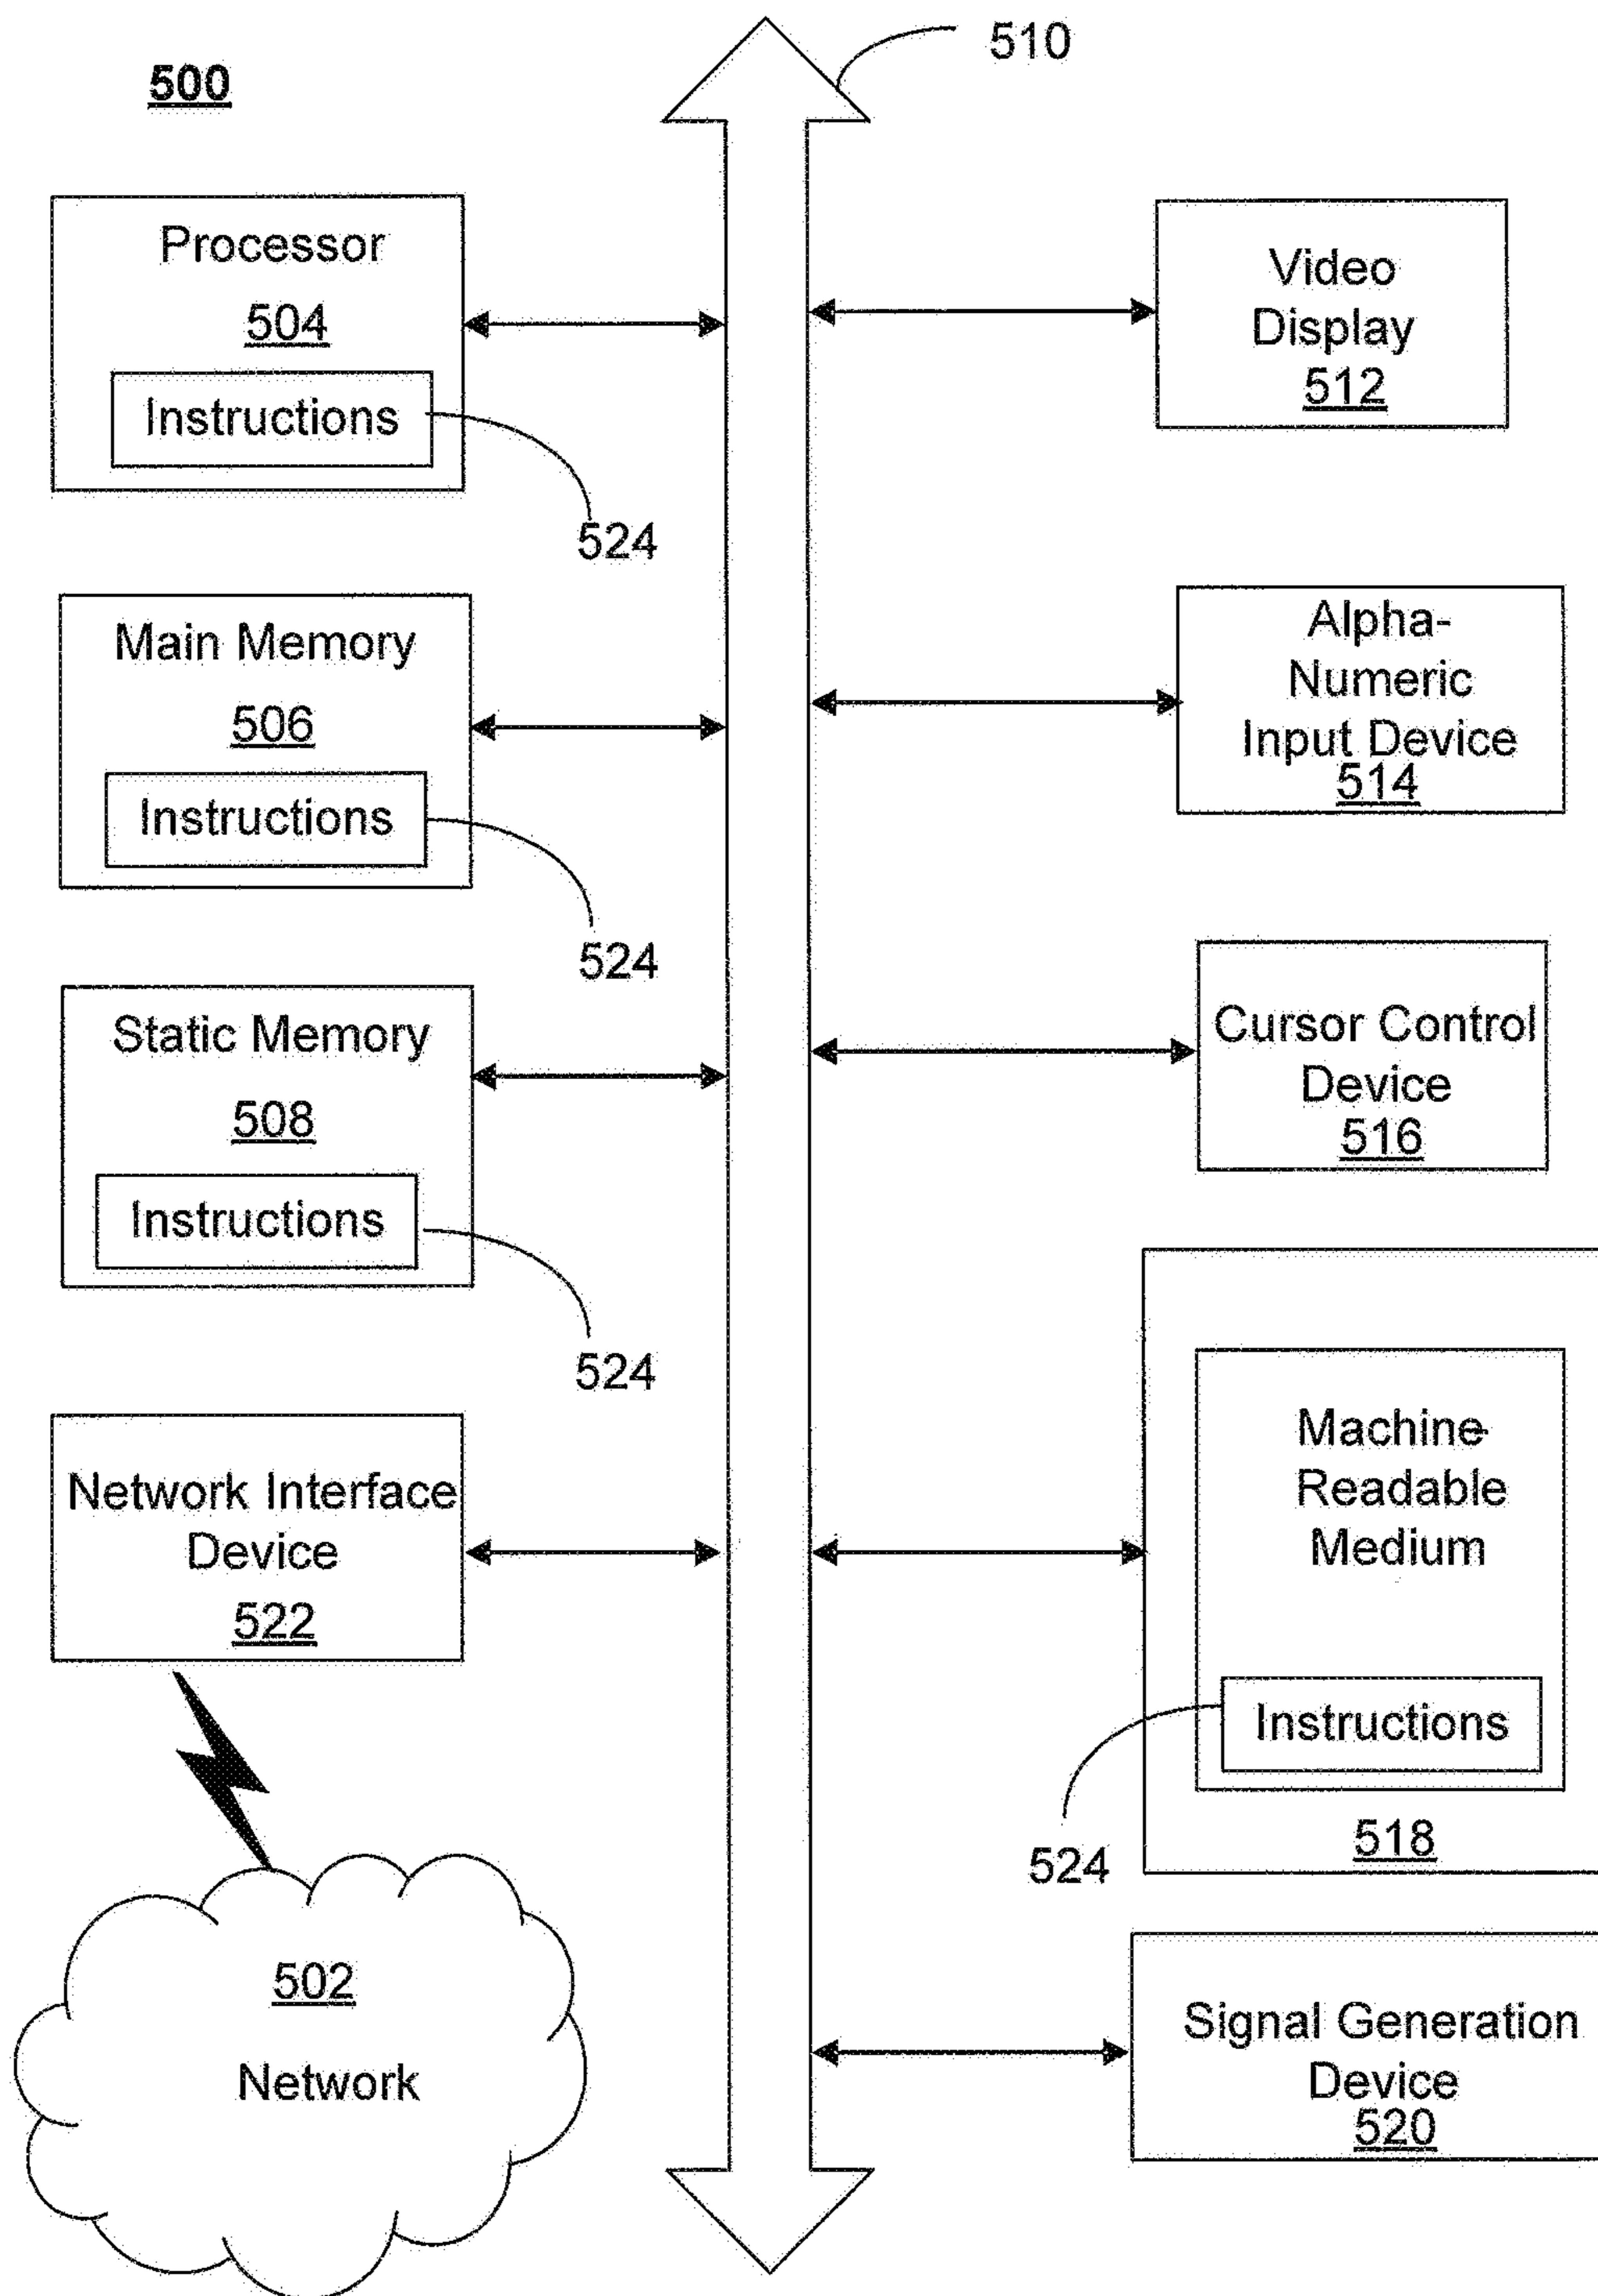 500
510
Processor
504
Instructions
524
Main Memory
506
Instructions
524
Static Memory
508
Instructions
524
Network Interface
Device
522
502
Network
Video
Display
512
Alpha-
Numeric
Input Device
514
Cursor Control
Device
516
Machine-
Readable
Medium
Instructions
524
518
Signal Generation
Device
520